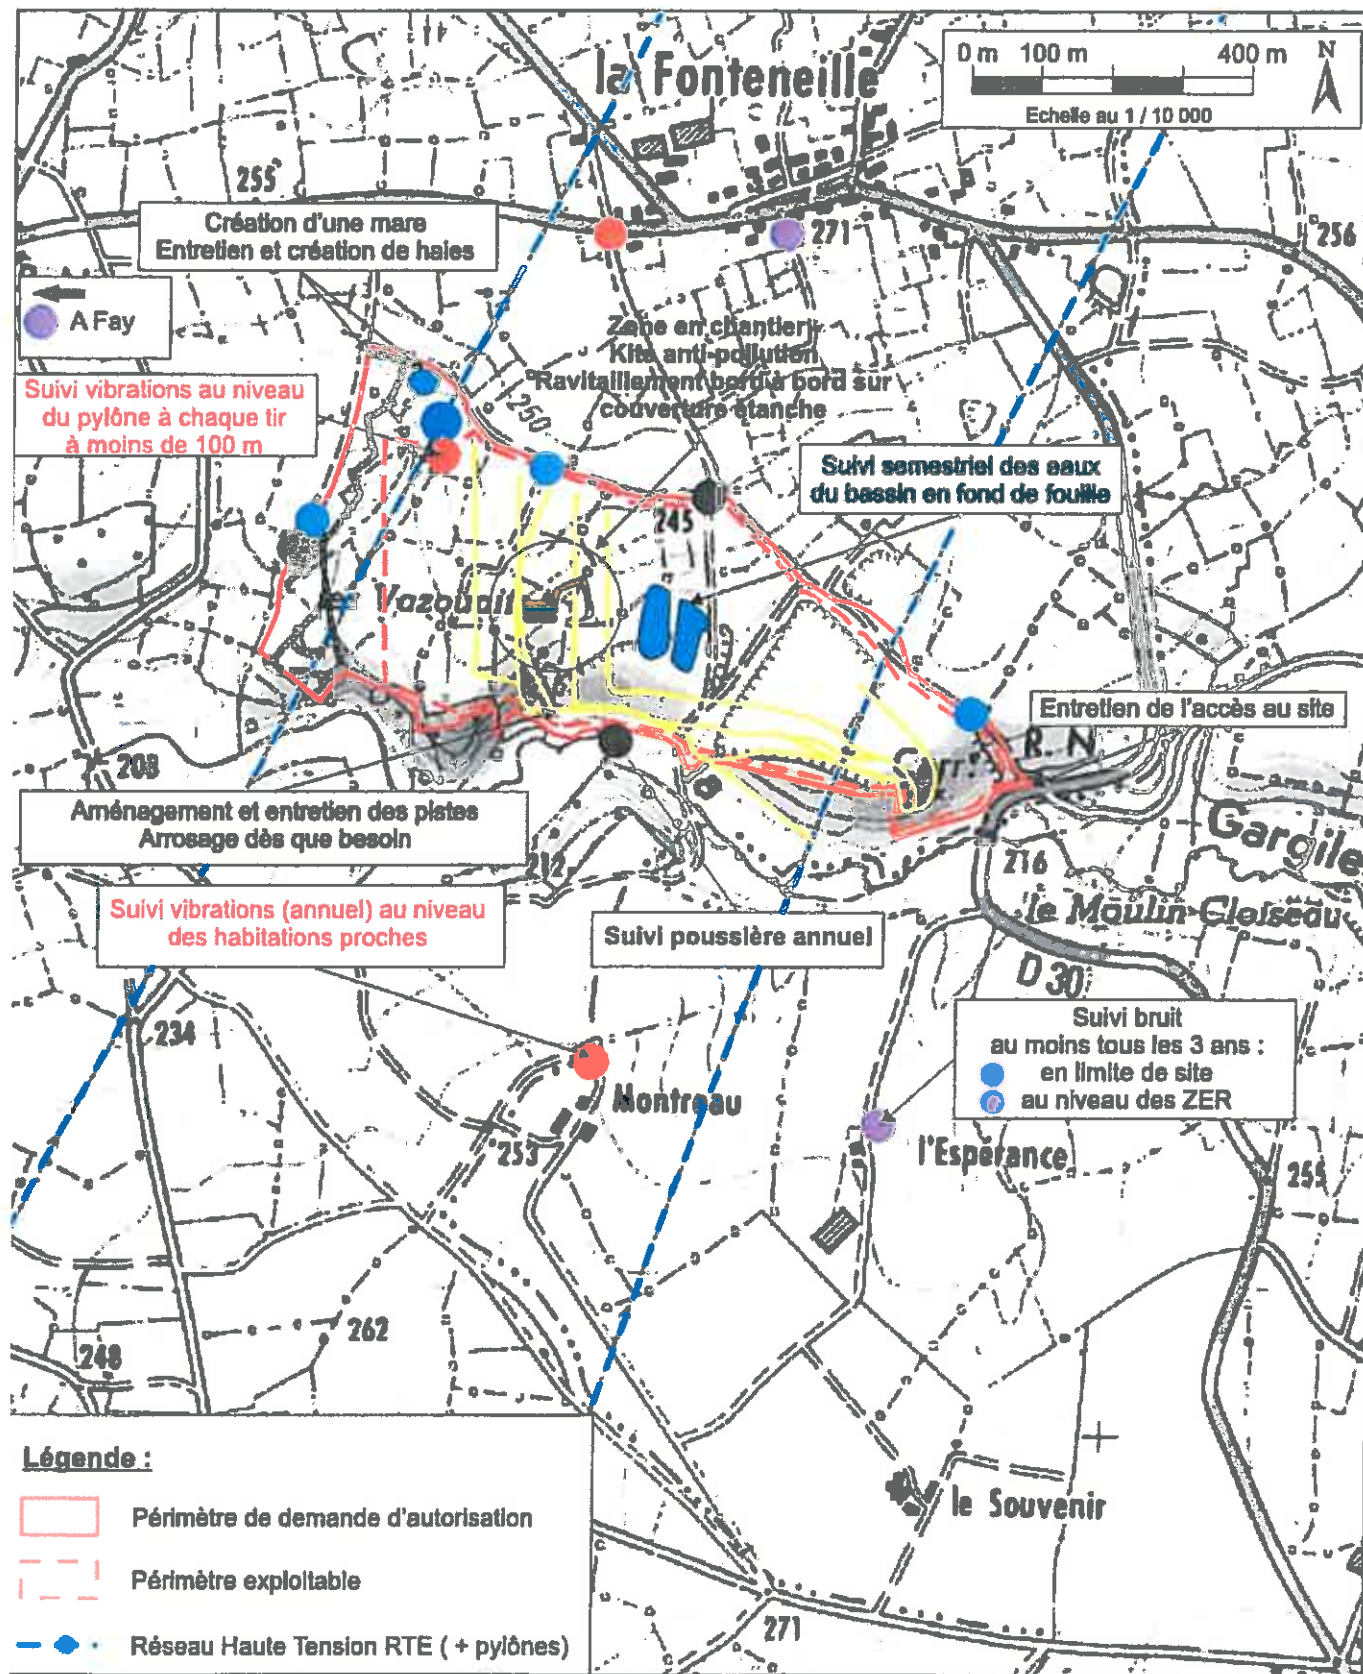 0 m 100 m 400 m
N
Echelle au 1 / 10 000
la Fonteneille
255
Création d'une mare
Entretien et création de haies
271
256
A Fay
Zone en chantier
Kits anti-pollution
Ravitaillement bord à bord sur
couverture étanche
Suivi vibrations au niveau
du pylône à chaque tir
à moins de 100 m
250
Suivi semestriel des eaux
du bassin en fond de fouille
245
Entretien de l'accès au site
R. N
208
Aménagement et entretien des pistes
Arrosage dès que besoin
Gargile
212
216
le Moulin-Cloiseau
Suivi vibrations (annuel) au niveau
des habitations proches
Suivi poussière annuel
D 30
Suivi bruit
au moins tous les 3 ans :
en limite de site
au niveau des ZER
234
Montreau
253
l'Espérance
255
262
248
Légende :
Périmètre de demande d'autorisation
le Souvenir
Périmètre exploitable
271
Réseau Haute Tension RTE ( + pylônes)